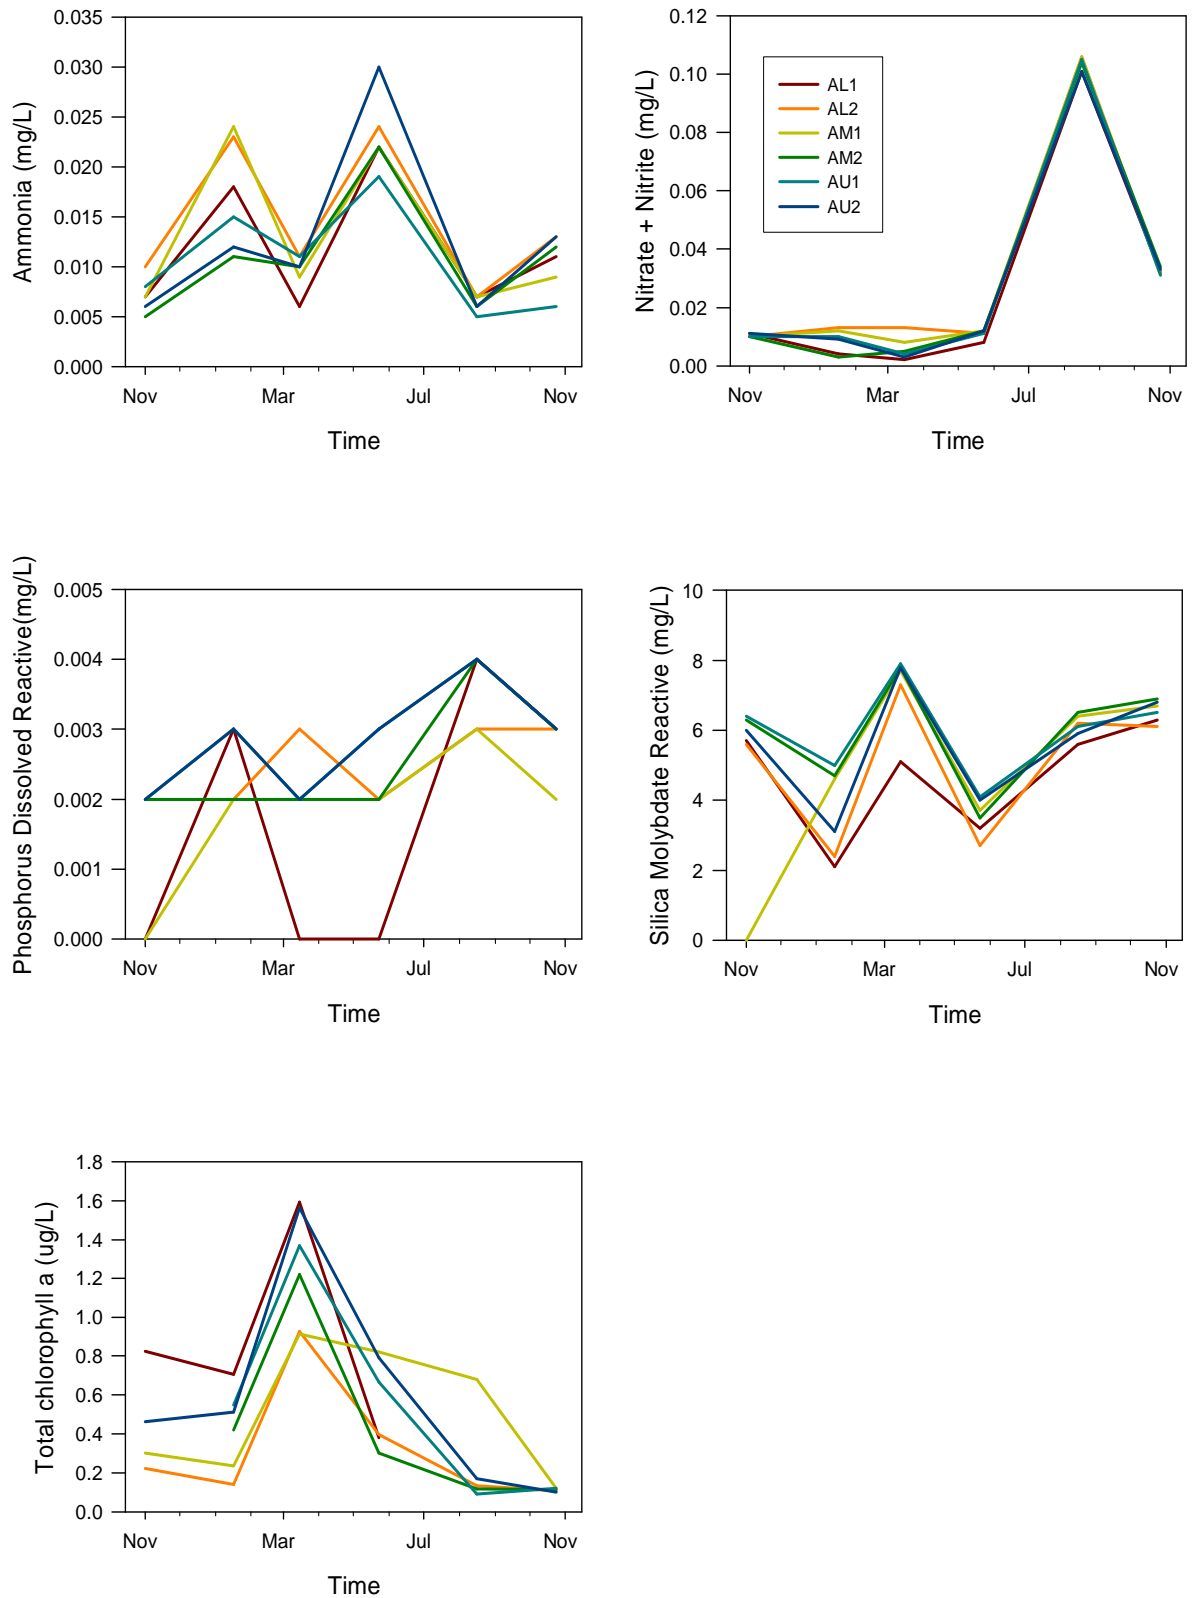 Ammonia (mg/L)
0.035
0.030
0.025
0.020
0.015
0.010
0.005
0.000
Nov Mar Jul Nov
Time
Nitrate + Nitrite (mg/L)
0.12
0.10
0.08
0.06
0.04
0.02
0.00
AL1
AL2
AM1
AM2
AU1
AU2
Nov Mar Jul Nov
Time
Phosphorus Dissolved Reactive(mg/L)
0.005
0.004
0.003
0.002
0.001
0.000
Nov Mar Jul Nov
Time
Silica Molybdate Reactive (mg/L)
10
8
6
4
2
0
Nov Mar Jul Nov
Time
Total chlorophyll a (ug/L)
1.8
1.6
1.4
1.2
1.0
0.8
0.6
0.4
0.2
0.0
Nov Mar Jul Nov
Time